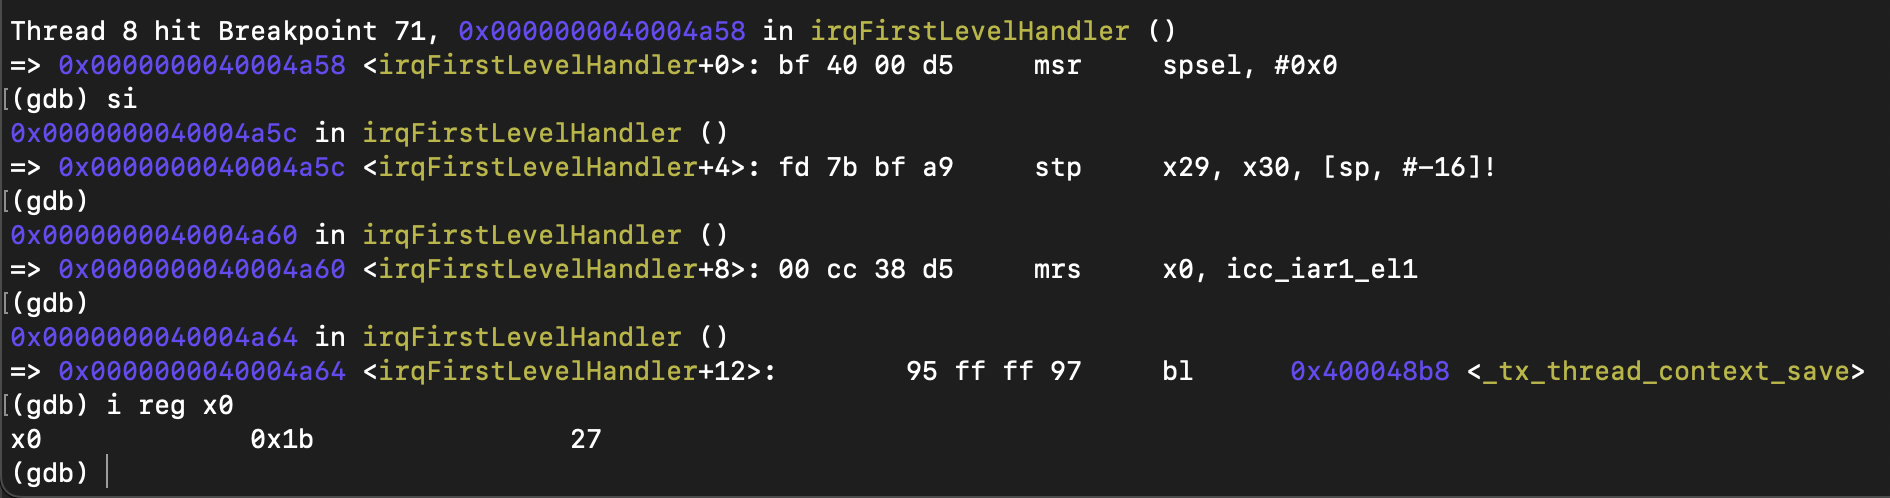 Thread 8 hit Breakpoint 71, 0x0000000040004a58 in irqFirstLevelHandler ()
=> 0x0000000040004a58 <irqFirstLevelHandler+0>: bf 40 00 d5 msr spsel, #0x0
[(gdb) si
0x0000000040004a5c in irqFirstLevelHandler ()
=> 0x0000000040004a5c <irqFirstLevelHandler+4>: fd 7b bf a9 stp x29, x30, [sp, #-16]!
[(gdb)
0x0000000040004a60 in irqFirstLevelHandler ()
=> 0x0000000040004a60 <irqFirstLevelHandler+8>: 00 cc 38 d5 mrs x0, icc_iar1_el1
[(gdb)
0x0000000040004a64 in irqFirstLevelHandler ()
=> 0x0000000040004a64 <irqFirstLevelHandler+12>: 95 ff ff 97 bl 0x400048b8 <_tx_thread_context_save>
[(gdb) i reg x0
x0 0x1b 27
(gdb)